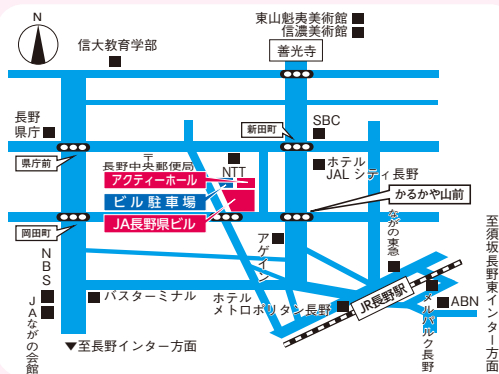 N
東山魁夷美術館
信濃美術館
信大教育学部
善光寺
長野
県庁
SBC
新田町
県庁前
〒
長野中央郵便局
NTT
ホテル
JALシティ長野
アクティーホール
ビル駐車場
JA長野県ビル
かるかや山前
岡田町
アゲイン
ながの東急
至須坂長野東インター方面
NBS
JAながの会館
バスターミナル
ホテル
メトロポリタン長野
JR長野駅
メルパルク長野
ABN
▼至長野インター方面